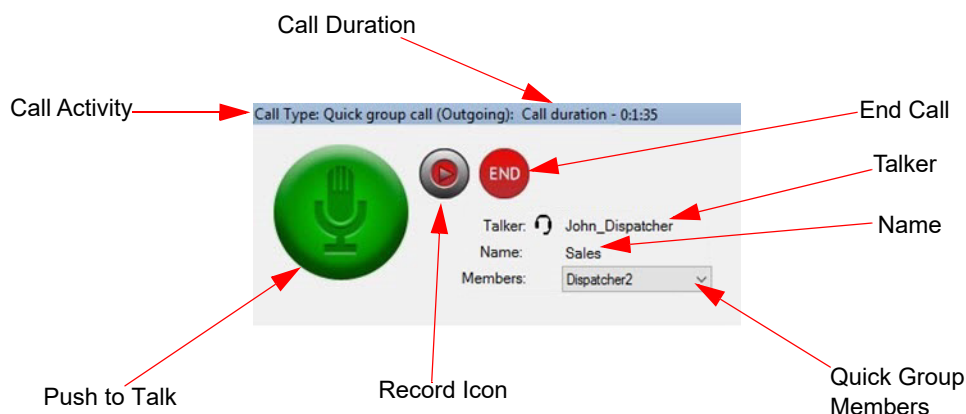 Call Duration
Call Activity
Call Type: Quick group call (Outgoing): Call duration - 0:1:35
End Call
END
Talker
Talker: John_Dispatcher
Name
Name: Sales
Members: Dispatcher2
Push to Talk
Record Icon
Quick Group
Members